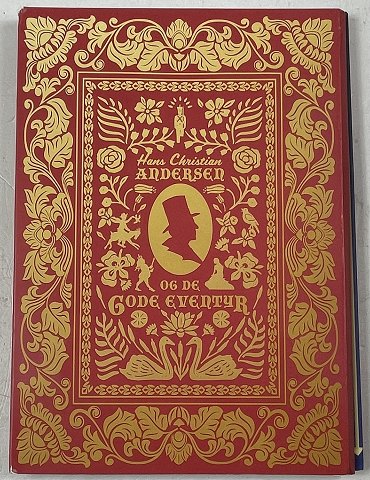 Hans Christian
ANDERSEN
OG DE
GODE EVENTYR